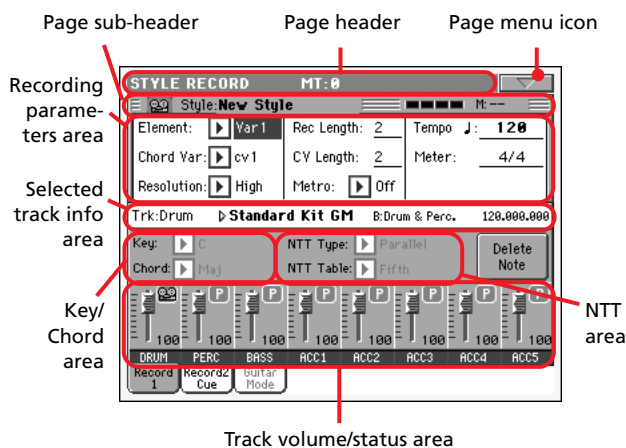 Page sub-header
Page header
Page menu icon
STYLE RECORD MT:0
Style:New Style M:--
Recording
parame-
ters area
Element: Var1 Rec Length: 2 Tempo ♩: 120
Chord Var: cv1 CV Length: 2 Meter: 4/4
Resolution: High Metro: Off
Selected
track info
area
Trk:Drum Standard Kit GM B:Drum & Perc. 120.000.000
Key: C NTT Type: Parallel Delete
Chord: Maj NTT Table: Fifth Note
Key/
Chord
area
NTT
area
P P P P P P P
100 100 100 100 100 100 100 100
DRUM PERC BASS ACC1 ACC2 ACC3 ACC4 ACC5
Record
1
Record2
Cue
Guitar
Mode
Track volume/status area